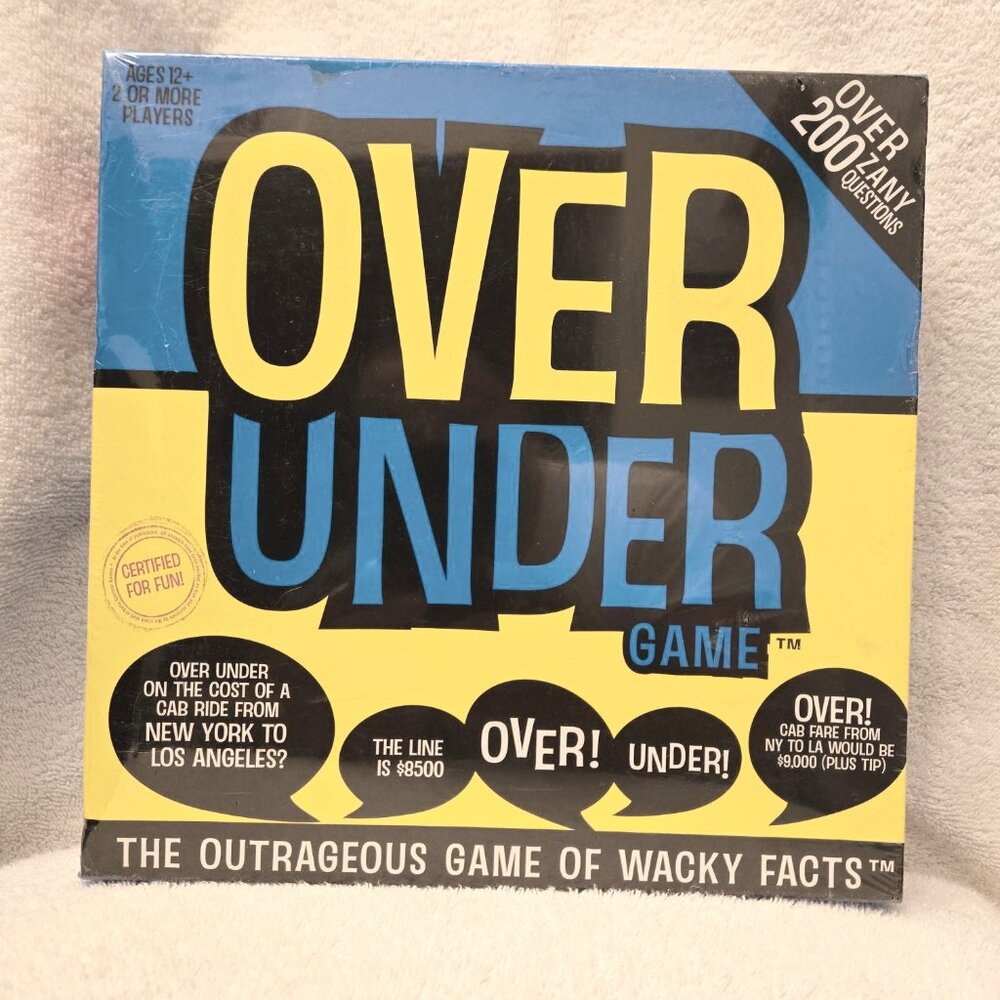 AGES 12+
2 OR MORE
PLAYERS
OVER
200 ZANY
QUESTIONS
OVER
UNDER
GAME™
CERTIFIED
FOR FUN!
OVER UNDER
ON THE COST OF A
CAB RIDE FROM
NEW YORK TO
LOS ANGELES?
THE LINE
IS $8500
OVER!
UNDER!
OVER!
CAB FARE FROM
NY TO LA WOULD BE
$9,000 (PLUS TIP)
THE OUTRAGEOUS GAME OF WACKY FACTS™